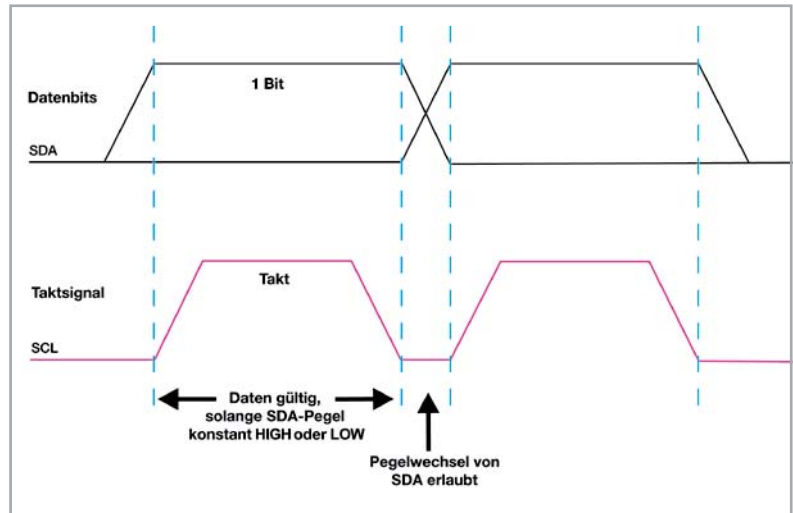 1 Bit
Datenbits
SDA
Takt
Taktsignal
SCL
Daten gültig,
solange SDA-Pegel
konstant HIGH oder LOW
Pegelwechsel von
SDA erlaubt